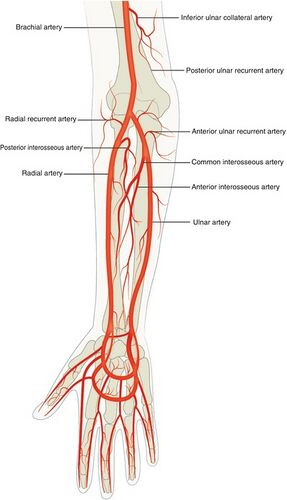 Inferior ulnar collateral artery
Brachial artery
Posterior ulnar recurrent artery
Radial recurrent artery
Anterior ulnar recurrent artery
Posterior interosseous artery
Common interosseous artery
Radial artery
Anterior interosseous artery
Ulnar artery